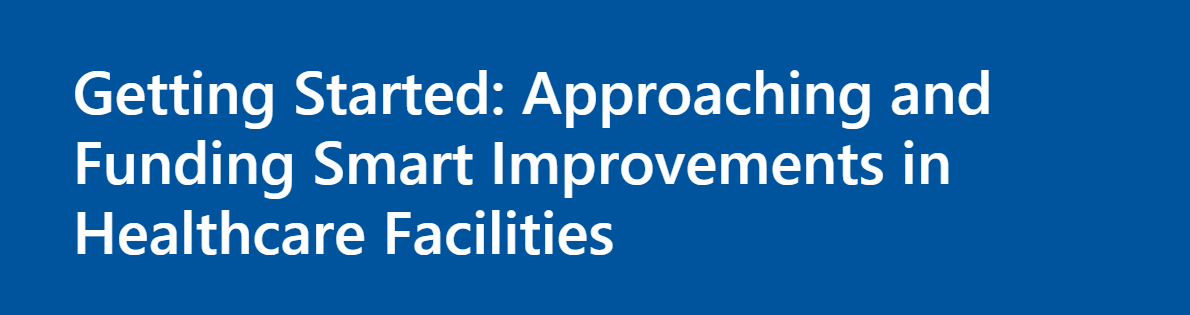 Getting Started: Approaching and
Funding Smart Improvements in
Healthcare Facilities